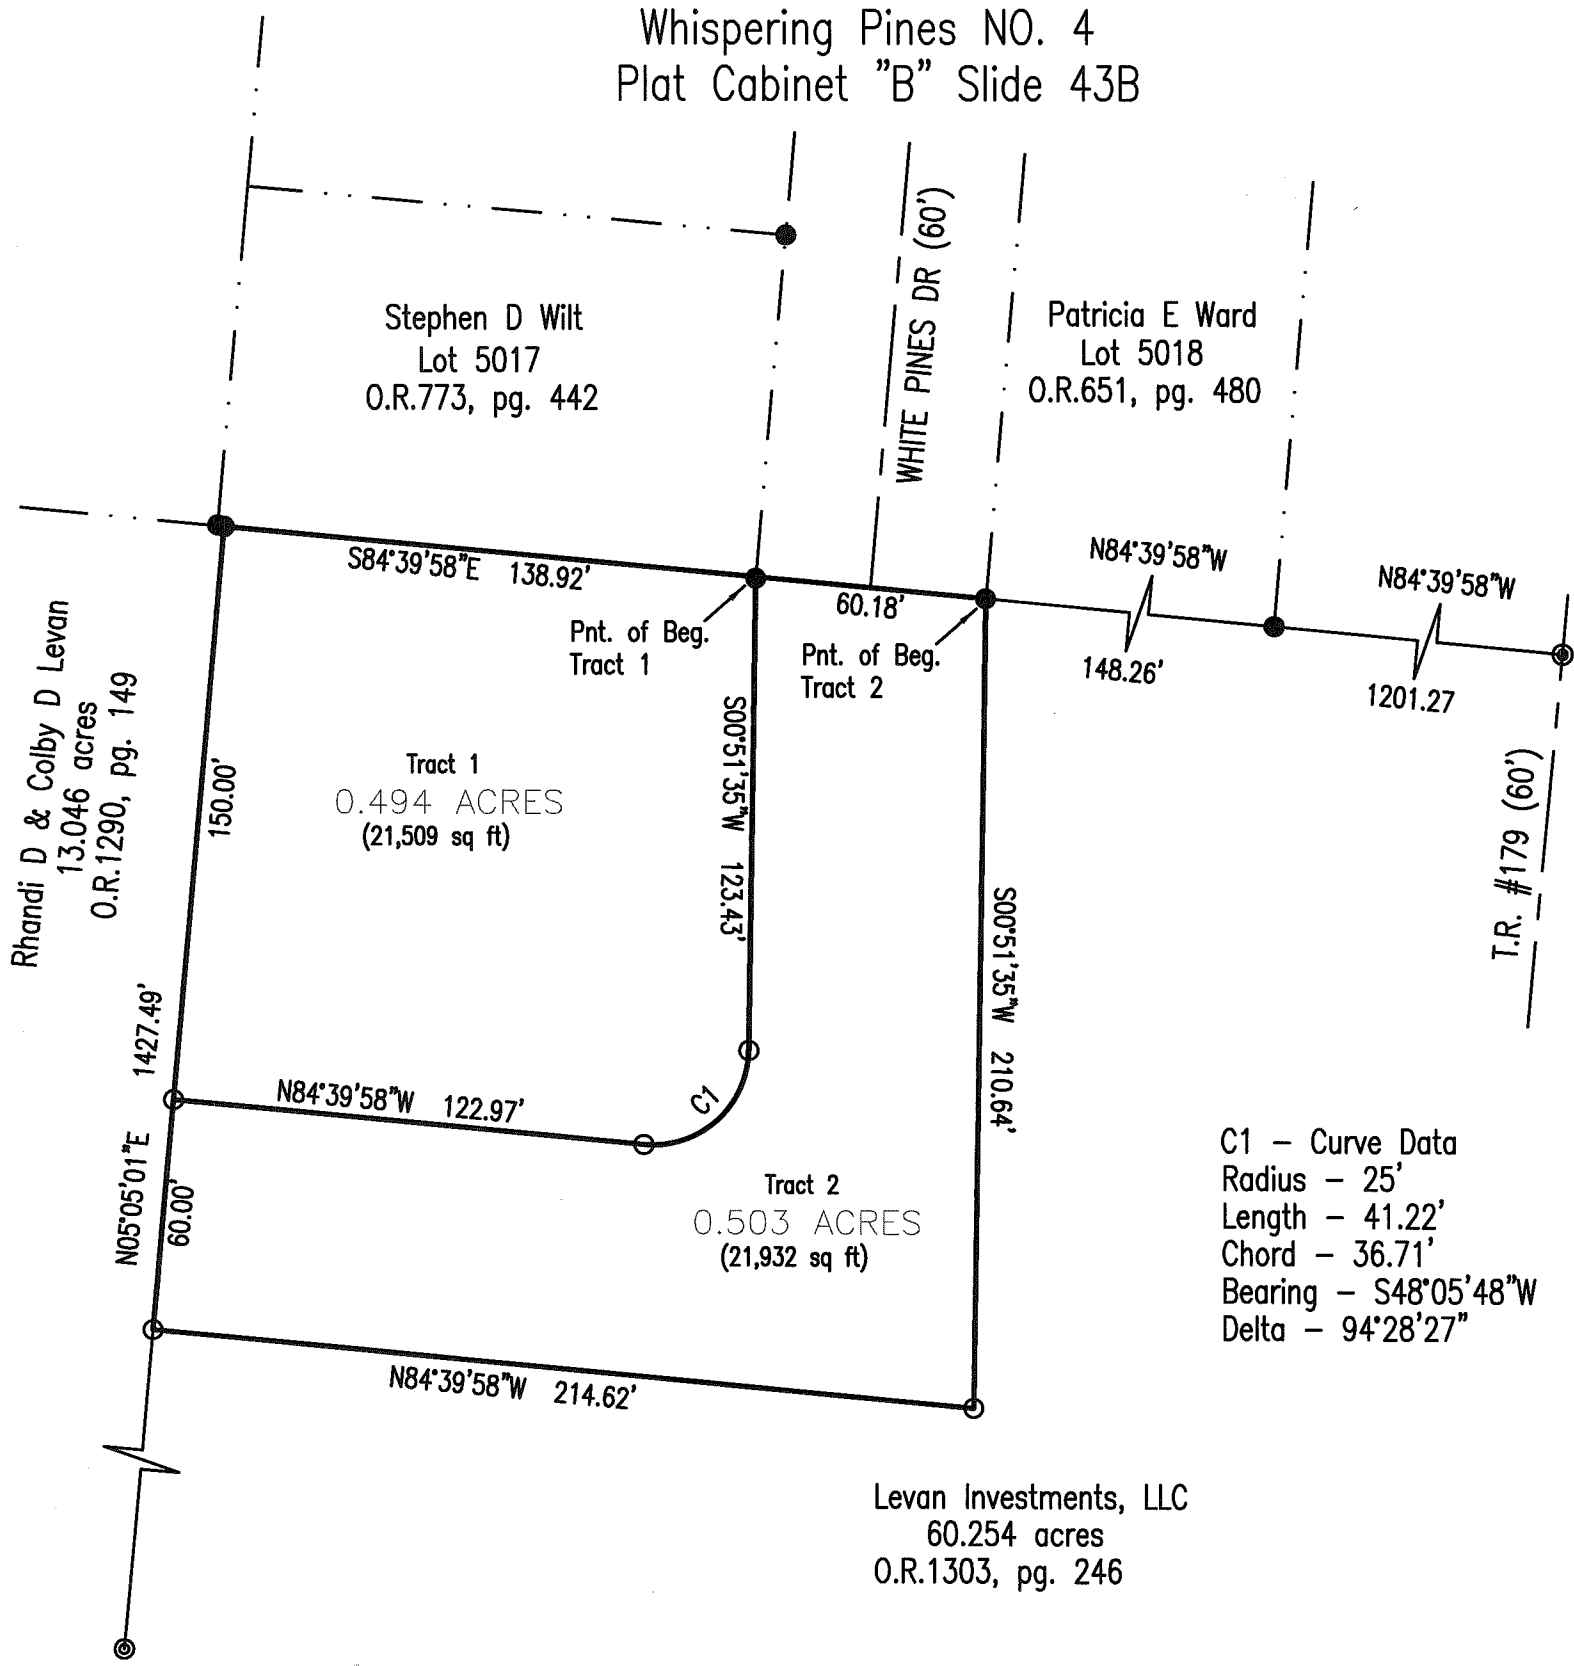 Whispering Pines NO. 4
Plat Cabinet "B" Slide 43B
Stephen D Wilt
Lot 5017
O.R.773, pg. 442
WHITE PINES DR (60')
Patricia E Ward
Lot 5018
O.R.651, pg. 480
S84°39'58"E 138.92'
60.18'
N84°39'58"W
148.26'
N84°39'58"W
1201.27
Pnt. of Beg.
Tract 1
Pnt. of Beg.
Tract 2
Rhandi D & Colby D Levan
13.046 acres
O.R.1290, pg. 149
150.00'
Tract 1
0.494 ACRES
(21,509 sq ft)
S00°51'35"W 123.43'
S00°51'35"W 210.64'
T.R. #179 (60')
1427.49'
N05°05'01"E
60.00'
N84°39'58"W 122.97'
C1
Tract 2
0.503 ACRES
(21,932 sq ft)
C1 - Curve Data
Radius - 25'
Length - 41.22'
Chord - 36.71'
Bearing - S48°05'48"W
Delta - 94°28'27"
N84°39'58"W 214.62'
Levan Investments, LLC
60.254 acres
O.R.1303, pg. 246